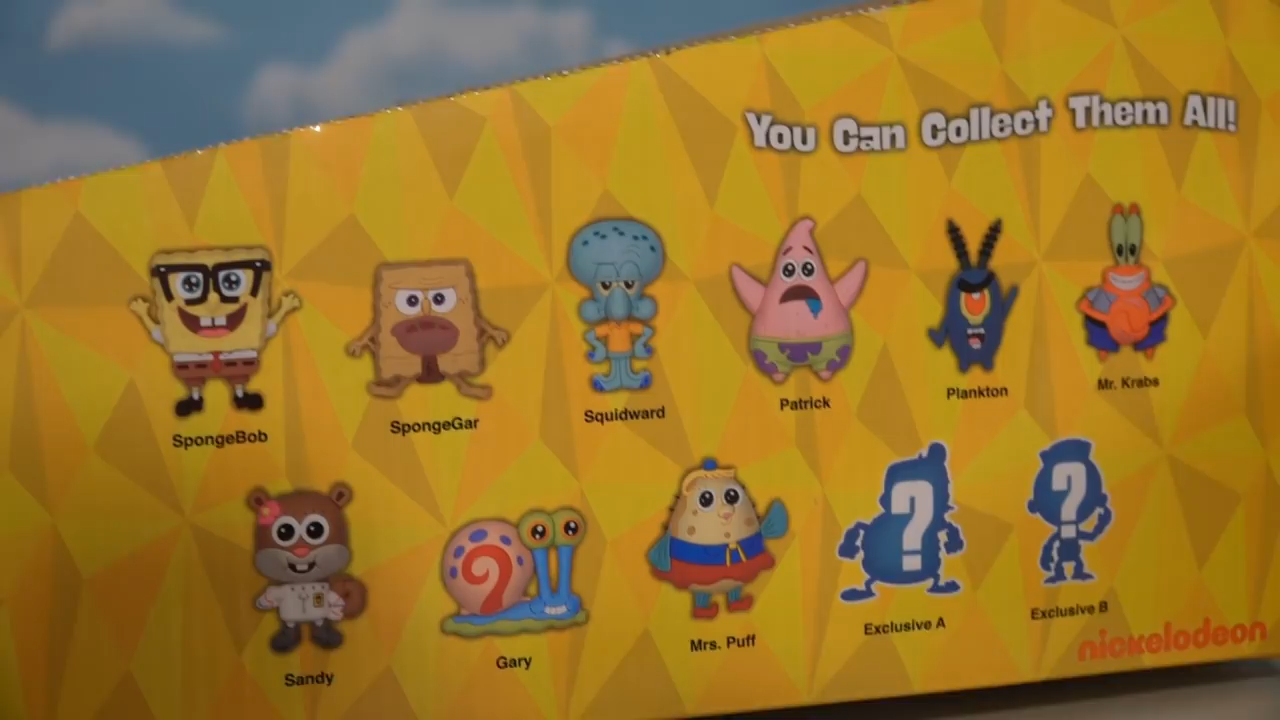 You Can Collect Them All!
SpongeBob
SpongeGar
Squidward
Patrick
Plankton
Mr. Krabs
?
?
Sandy
Gary
Mrs. Puff
Exclusive A
Exclusive B
nickelodeon